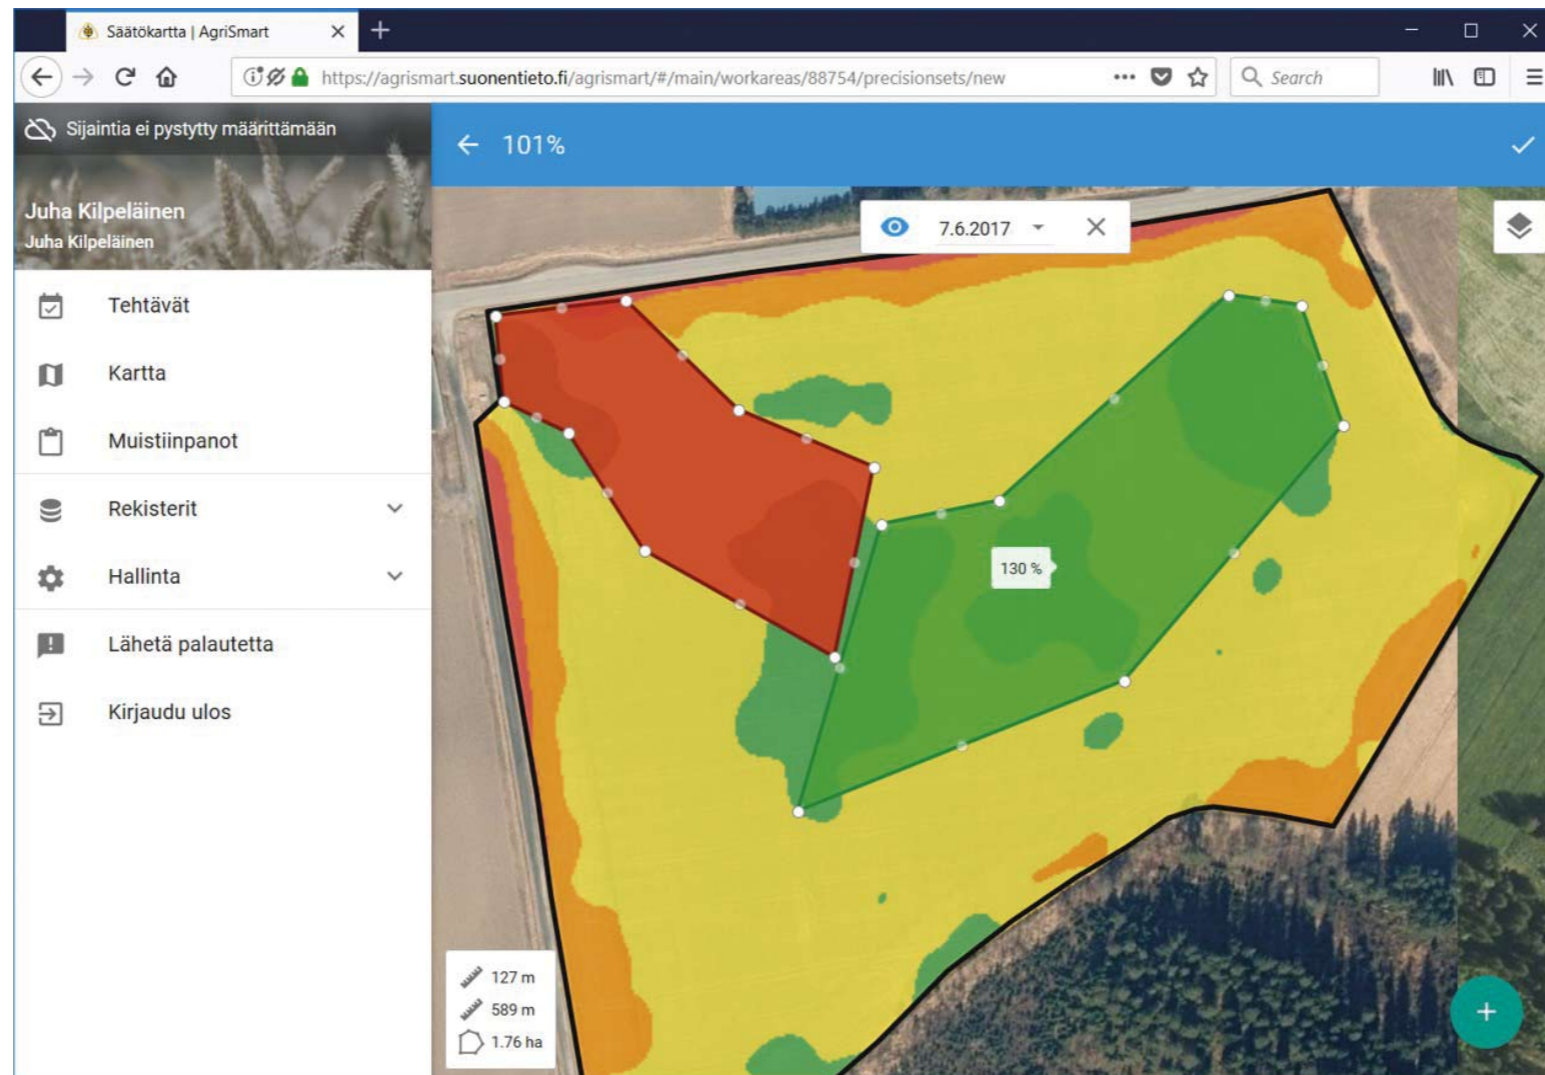 Säätökartta | AgriSmart
https://agrismart.suonentieto.fi/agrismart/#/main/workareas/88754/precisionsets/new
Search
Sijaintia ei pystytty määrittämään
101%
Juha Kilpeläinen
Juha Kilpeläinen
7.6.2017
Tehtävät
Kartta
Muistiinpanot
Rekisterit
Hallinta
Lähetä palautetta
Kirjaudu ulos
130 %
127 m
589 m
1.76 ha